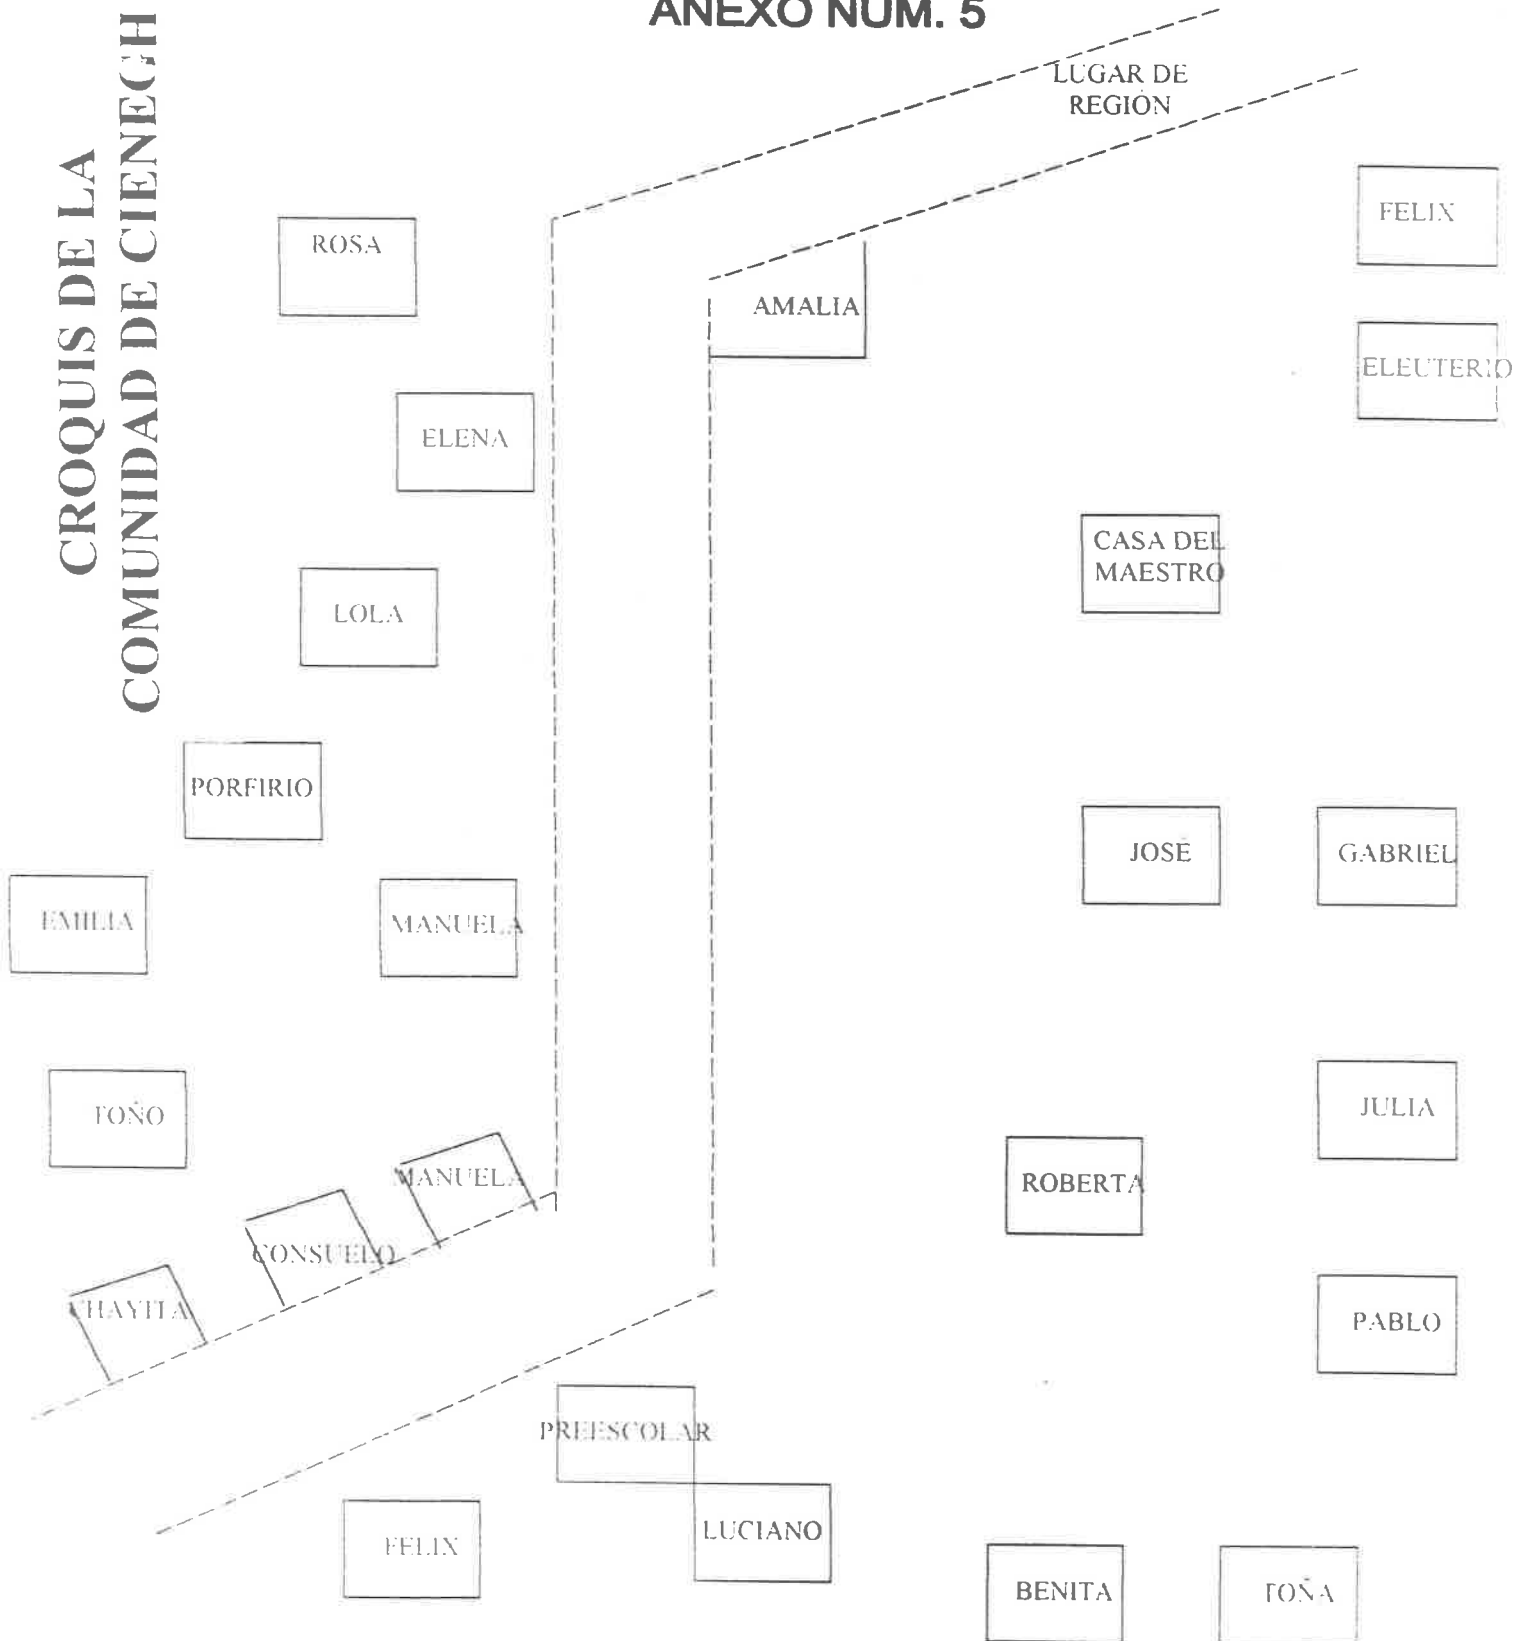 ANEXO NUM. 5
CROQUIS DE LA
COMUNIDAD DE CIENEGH
LUGAR DE
REGIÓN
FELIX
ROSA
AMALIA
ELEUTERIO
ELENA
CASA DEL
MAESTRO
LOLA
PORFIRIO
JOSÉ
GABRIEL
EMILIA
MANUELA
TOÑO
JULIA
MANUELA
ROBERTA
CONSUELO
CHAYITA
PABLO
PREESCOLAR
LUCIANO
FELIX
BENITA
TOÑA